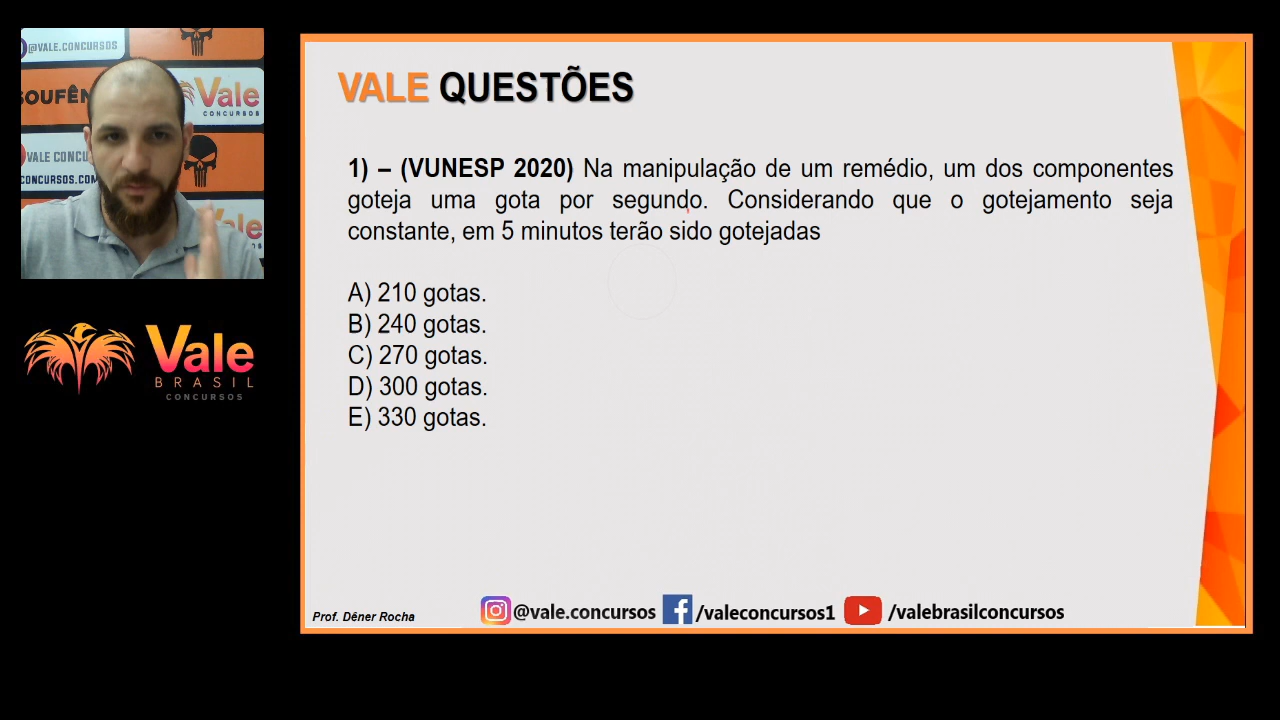 @VALE.CONCURSOS
SOUFÊN
Vale
CONCURSOS
VALE CONCU
CONCURSOS.COM
Vale
BRASIL
CONCURSOS
VALE QUESTÕES
1) – (VUNESP 2020) Na manipulação de um remédio, um dos componentes
goteja uma gota por segundo. Considerando que o gotejamento seja
constante, em 5 minutos terão sido gotejadas
A) 210 gotas.
B) 240 gotas.
C) 270 gotas.
D) 300 gotas.
E) 330 gotas.
Prof. Dêner Rocha
@vale.concursos /valeconcursos1 /valebrasilconcursos